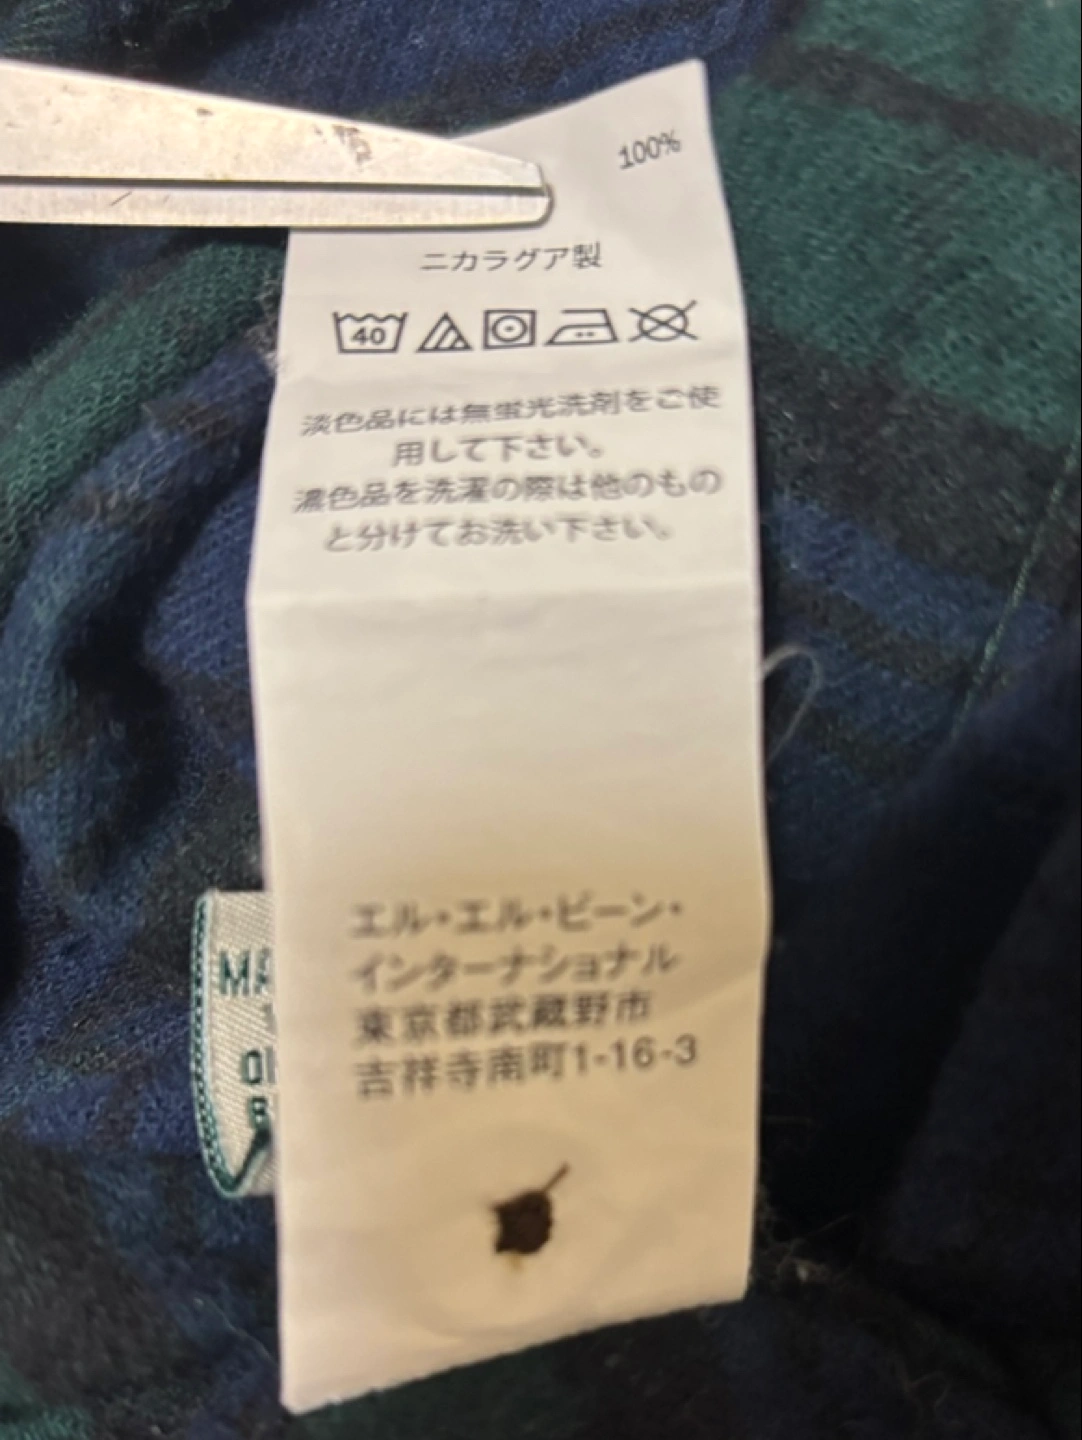 100%
ニカラグア製
40
淡色品には無蛍光洗剤をご使
用して下さい。
濃色品を洗濯の際は他のもの
と分けてお洗い下さい。
エル・エル・ビーン・
インターナショナル
東京都武蔵野市
吉祥寺南町1-16-3
MA